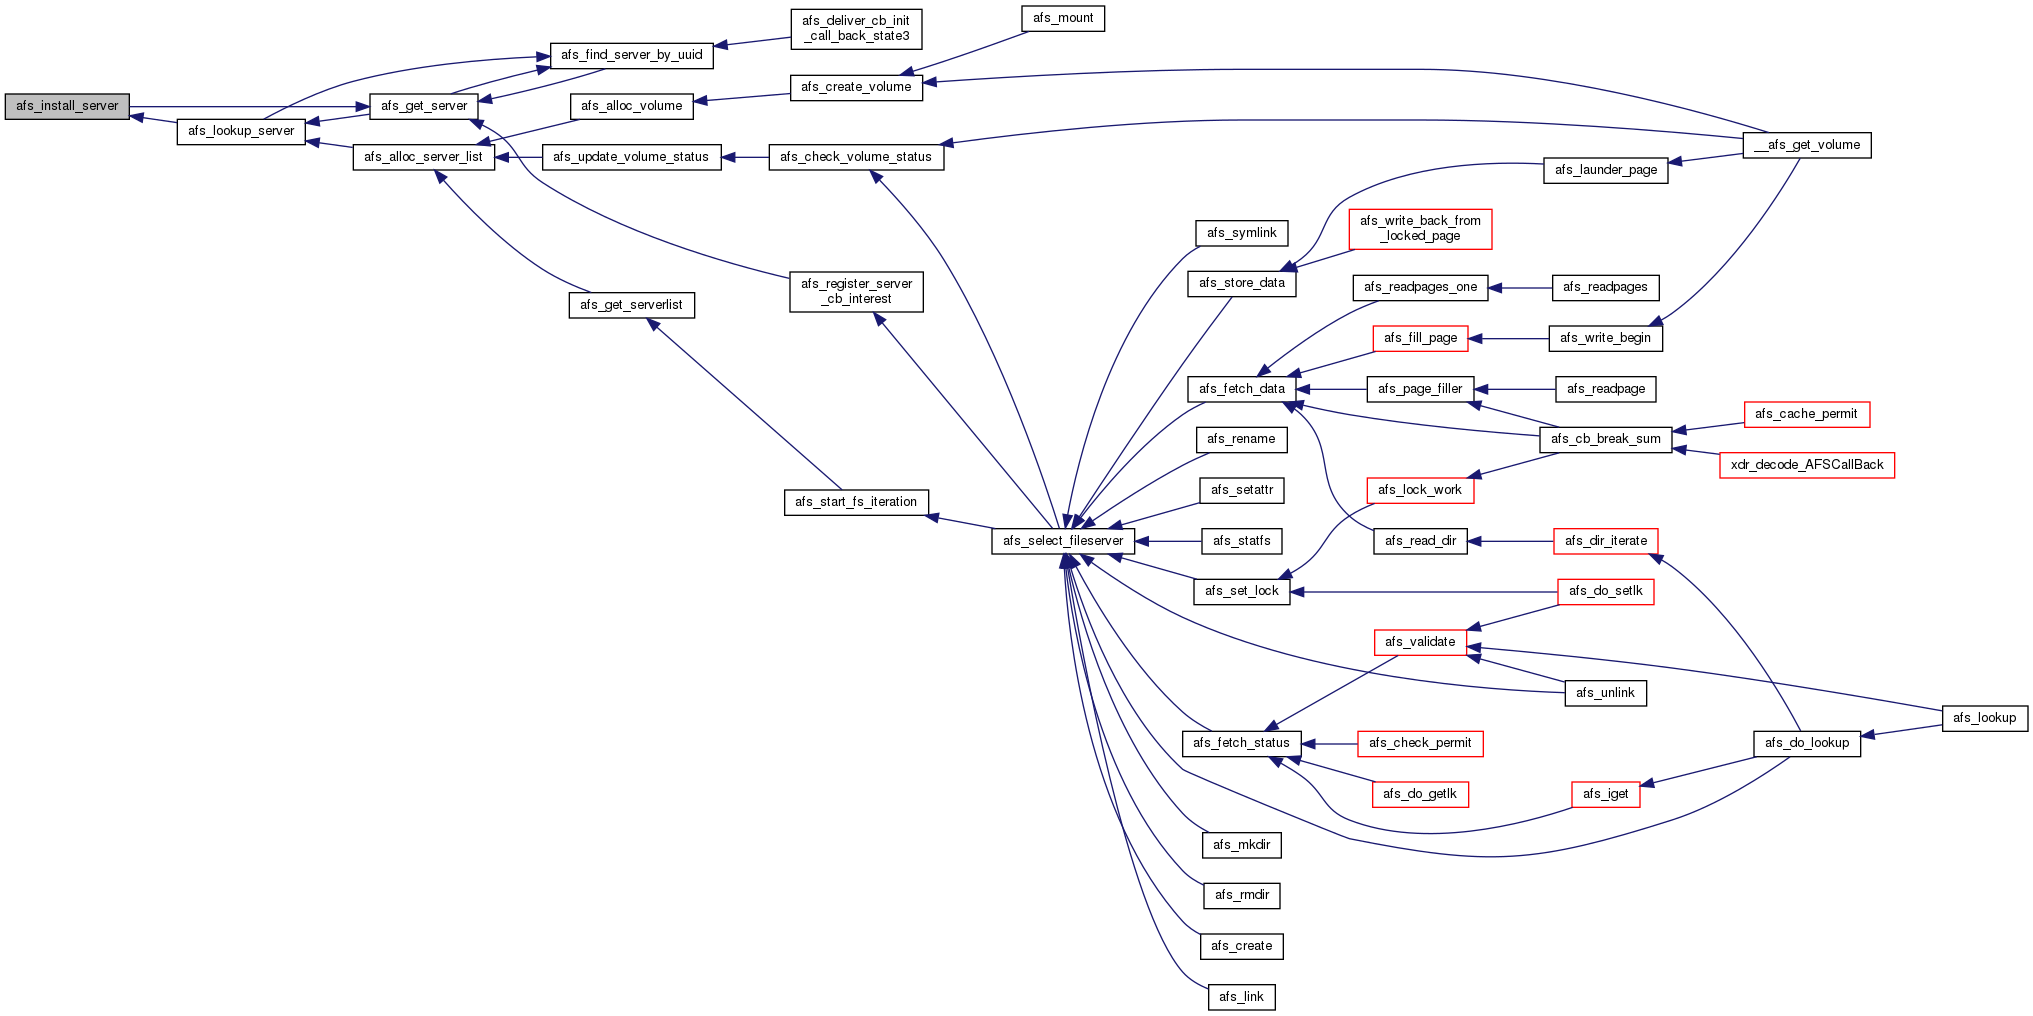 afs_install_server
afs_lookup_server
afs_get_server
afs_alloc_server_list
afs_find_server_by_uuid
afs_alloc_volume
afs_update_volume_status
afs_get_serverlist
afs_deliver_cb_init
_call_back_state3
afs_create_volume
afs_check_volume_status
afs_register_server
_cb_interest
afs_start_fs_iteration
afs_mount
afs_select_fileserver
afs_symlink
afs_store_data
afs_fetch_data
afs_rename
afs_setattr
afs_statfs
afs_set_lock
afs_fetch_status
afs_mkdir
afs_rmdir
afs_create
afs_link
afs_write_back_from
_locked_page
afs_readpages_one
afs_fill_page
afs_page_filler
afs_lock_work
afs_read_dir
afs_validate
afs_check_permit
afs_do_getlk
afs_launder_page
afs_readpages
afs_write_begin
afs_readpage
afs_cb_break_sum
afs_dir_iterate
afs_do_setlk
afs_unlink
afs_iget
__afs_get_volume
afs_cache_permit
xdr_decode_AFSCallBack
afs_do_lookup
afs_lookup